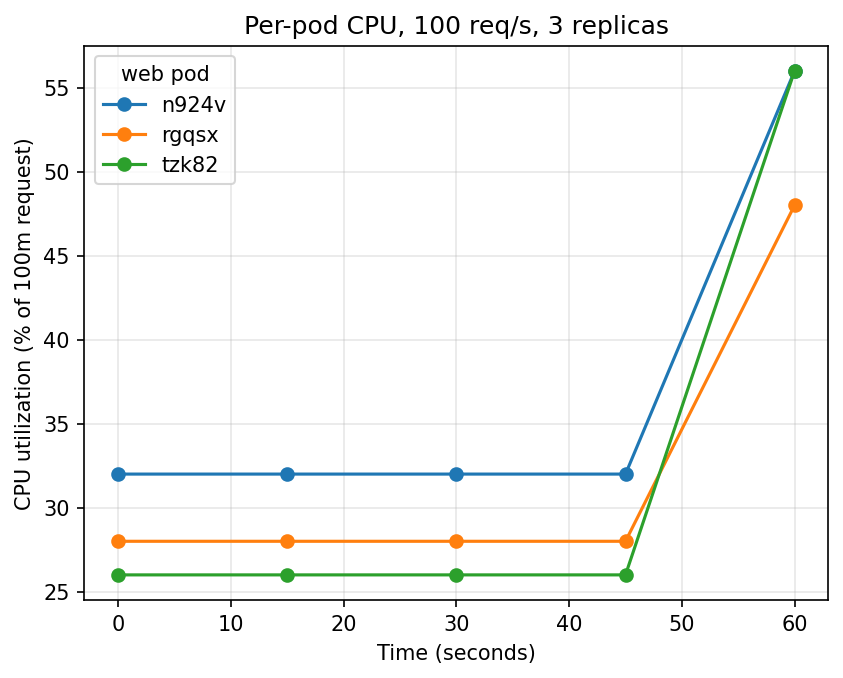 Per-pod CPU, 100 req/s, 3 replicas
web pod
n924v
rgqsx
tzk82
CPU utilization (% of 100m request)
55
50
45
40
35
30
25
0 10 20 30 40 50 60
Time (seconds)